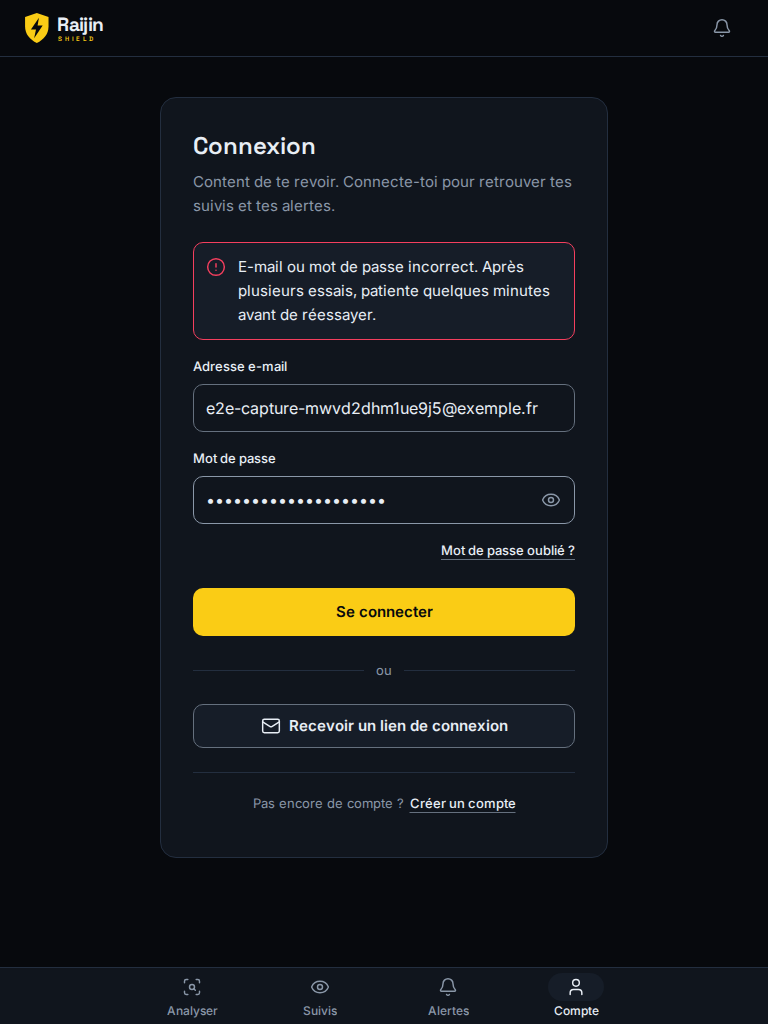 Raijin
SHIELD
Connexion
Content de te revoir. Connecte-toi pour retrouver tes
suivis et tes alertes.
E-mail ou mot de passe incorrect. Après
plusieurs essais, patiente quelques minutes
avant de réessayer.
Adresse e-mail
e2e-capture-mwvd2dhm1ue9j5@exemple.fr
Mot de passe
••••••••••••••••••••
Mot de passe oublié ?
Se connecter
ou
Recevoir un lien de connexion
Pas encore de compte ? Créer un compte
Analyser
Suivis
Alertes
Compte